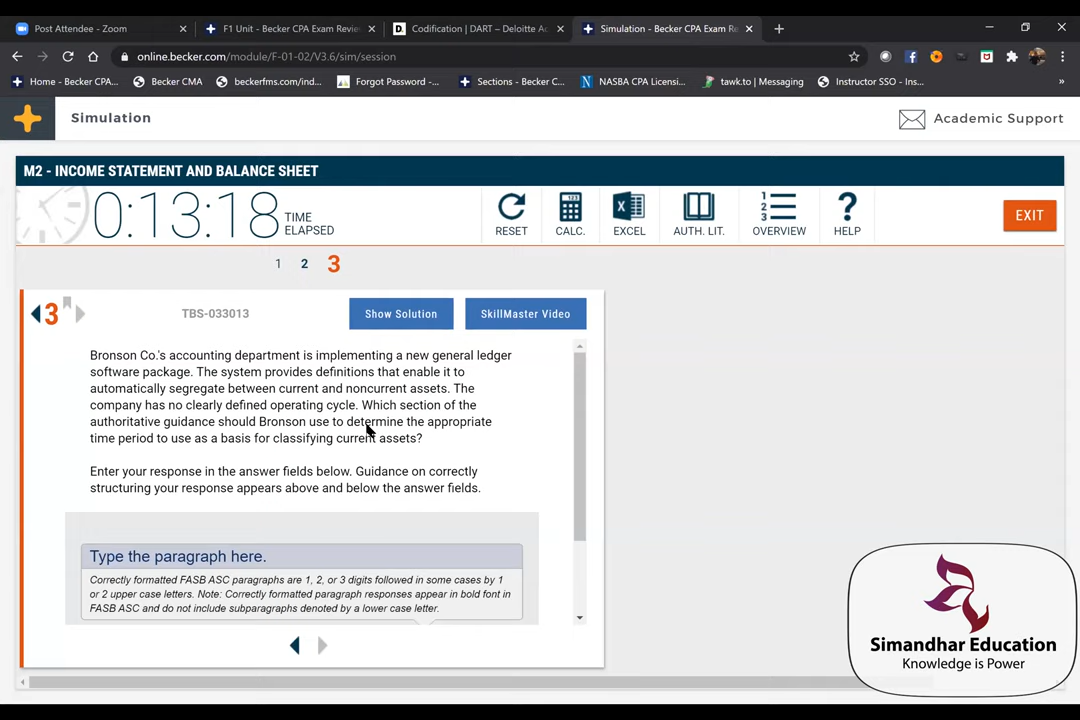 Post Attendee - Zoom
F1 Unit - Becker CPA Exam Revie
Codification | DART – Deloitte Ac
Simulation - Becker CPA Exam Re
online.becker.com/module/F-01-02/V3.6/sim/session
Home - Becker CPA...
Becker CMA
beckerfms.com/ind...
Forgot Password -...
Sections - Becker C...
NASBA CPA Licensi...
tawk.to | Messaging
Instructor SSO - Ins...
»
Simulation
Academic Support
M2 - INCOME STATEMENT AND BALANCE SHEET
0:13:18 TIME ELAPSED
RESET
123
CALC.
EXCEL
AUTH. LIT.
1
2
3
OVERVIEW
?
HELP
EXIT
1 2 3
3
TBS-033013
Show Solution
SkillMaster Video
Bronson Co.'s accounting department is implementing a new general ledger
software package. The system provides definitions that enable it to
automatically segregate between current and noncurrent assets. The
company has no clearly defined operating cycle. Which section of the
authoritative guidance should Bronson use to determine the appropriate
time period to use as a basis for classifying current assets?
Enter your response in the answer fields below. Guidance on correctly
structuring your response appears above and below the answer fields.
Type the paragraph here.
Correctly formatted FASB ASC paragraphs are 1, 2, or 3 digits followed in some cases by 1
or 2 upper case letters. Note: Correctly formatted paragraph responses appear in bold font in
FASB ASC and do not include subparagraphs denoted by a lower case letter.
Simandhar Education
Knowledge is Power